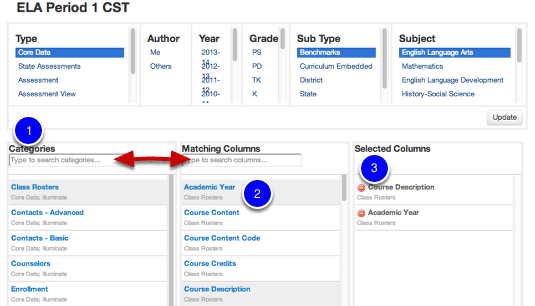 ELA Period 1 CST
Type Author Year Grade Sub Type Subject
Core Data Me 2013-14 PS Benchmarks English Language Arts
State Assessments Others 2012-13 PD Curriculum Embedded Mathematics
Assessment 2011-12 TK District English Language Development
Assessment View 2010-11 K State History-Social Science
Update
1
Categories Matching Columns Selected Columns
Type to search categories... Type to search columns...
3
Class Rosters Academic Year Course Description
Core Data; Illuminate Class Rosters 2 Class Rosters
Contacts - Advanced Course Content Academic Year
Core Data; Illuminate Class Rosters Class Rosters
Contacts - Basic Course Content Code
Core Data; Illuminate Class Rosters
Counselors Course Credits
Core Data; Illuminate Class Rosters
Enrollment Course Description
Core Data; Illuminate Class Rosters